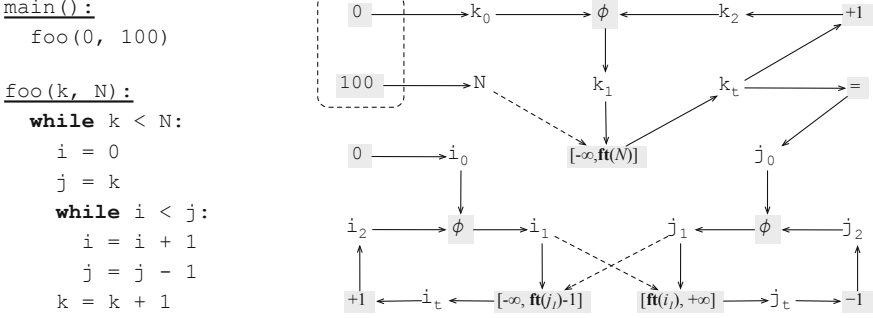 main():
foo(0, 100)
foo(k, N):
while k < N:
i = 0
j = k
while i < j:
i = i + 1
j = j - 1
k = k + 1
0 k₀ ϕ k₂ +1
100 N k₁ kₜ =
0 i₀ [-∞,ft(N)] j₀
i₂ ϕ i₁ j₁ ϕ j₂
+1 iₜ [-∞, ft(j₁)-1] [ft(i₁), +∞] jₜ −1